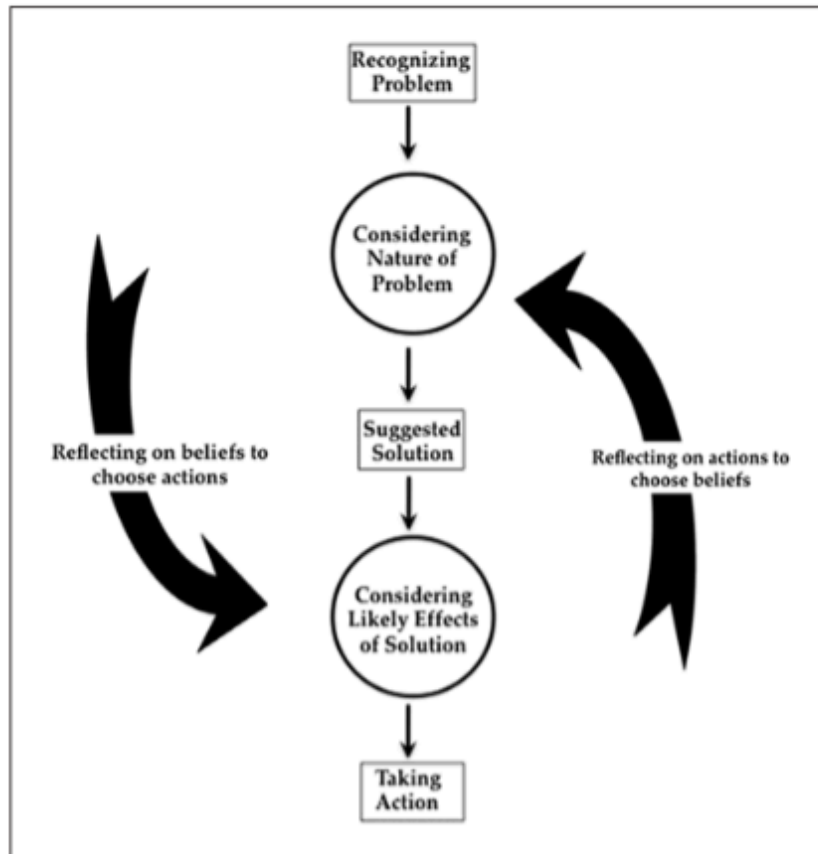 Recognizing
Problem
Considering
Nature of
Problem
Suggested
Solution
Reflecting on beliefs to
choose actions
Reflecting on actions to
choose beliefs
Considering
Likely Effects
of Solution
Taking
Action